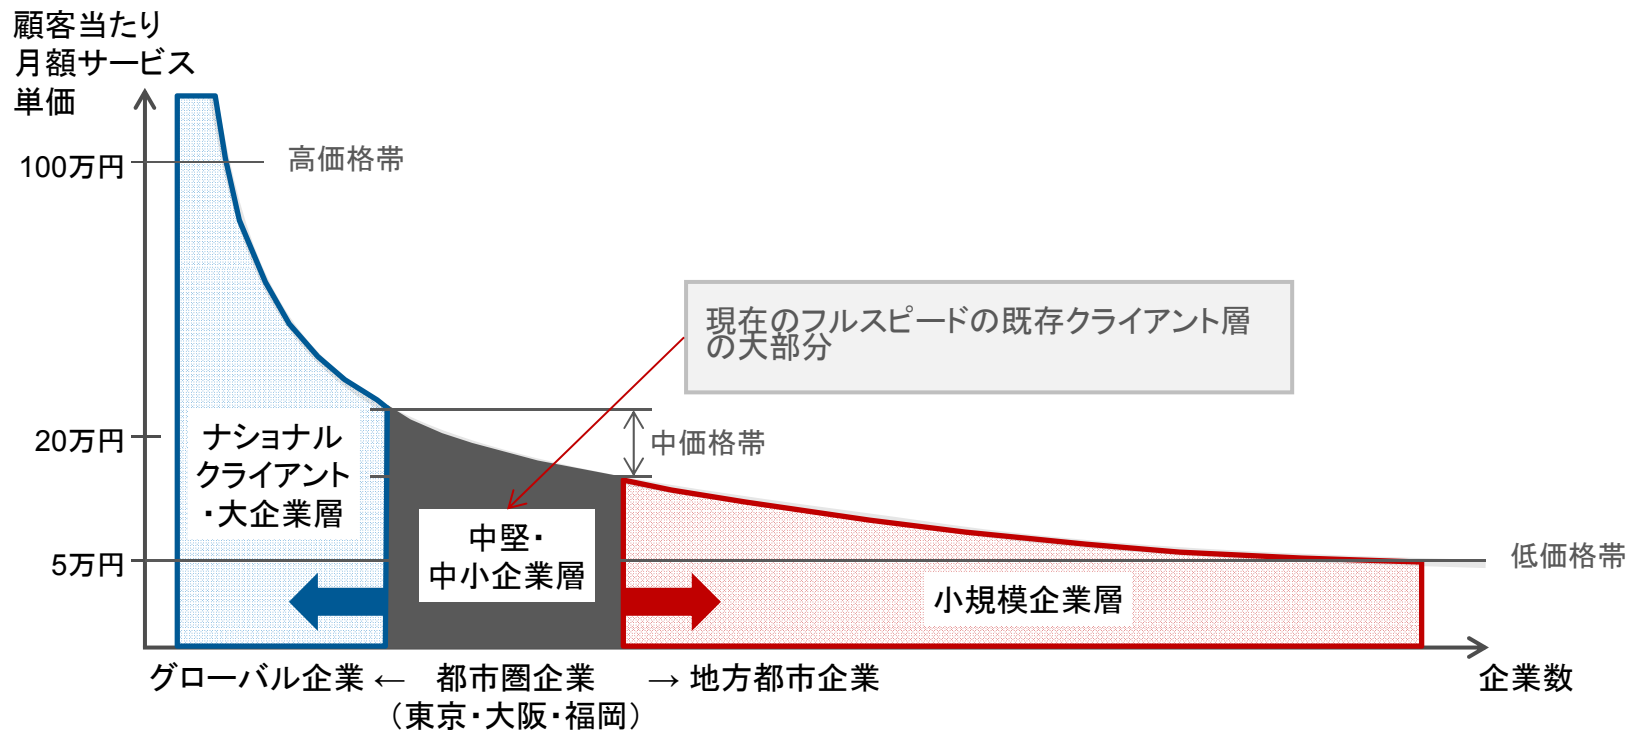 顧客当たり
月額サービス
単価
100万円
高価格帯
現在のフルスピードの既存クライアント層
の大部分
20万円
中価格帯
ナショナル
クライアント
・大企業層
中堅・
中小企業層
5万円
低価格帯
小規模企業層
グローバル企業 ← 都市圏企業 → 地方都市企業
(東京・大阪・福岡)
企業数